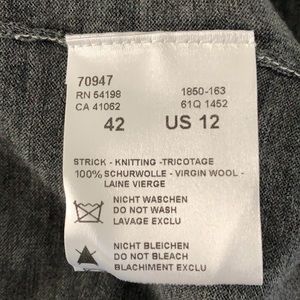 70947
RN 54198 1850-163
CA 41062 61Q 1452
42 US 12
STRICK - KNITTING -TRICOTAGE
100% SCHURWOLLE - VIRGIN WOOL -
LAINE VIERGE
NICHT WASCHEN
DO NOT WASH
LAVAGE EXCLU
NICHT BLEICHEN
DO NOT BLEACH
BLACHIMENT EXCLU